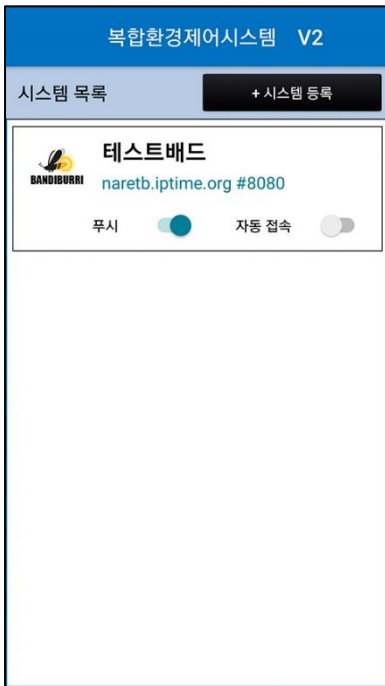 복합환경제어시스템 V2
시스템 목록
+ 시스템 등록
테스트배드
BANDIBURRI
naretb.iptime.org #8080
푸시
자동 접속